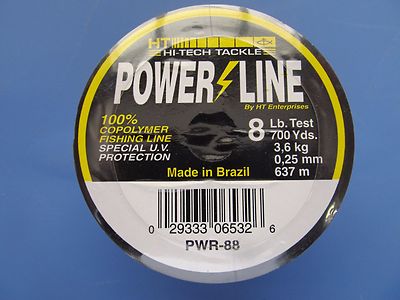 HT
HI-TECH TACKLE
POWER LINE
By HT Enterprises
100%
COPOLYMER
FISHING LINE
SPECIAL U.V.
PROTECTION
8 Lb. Test
700 Yds.
3,6 kg
0,25 mm
637 m
Made in Brazil
0 29333 06532 6
PWR-88